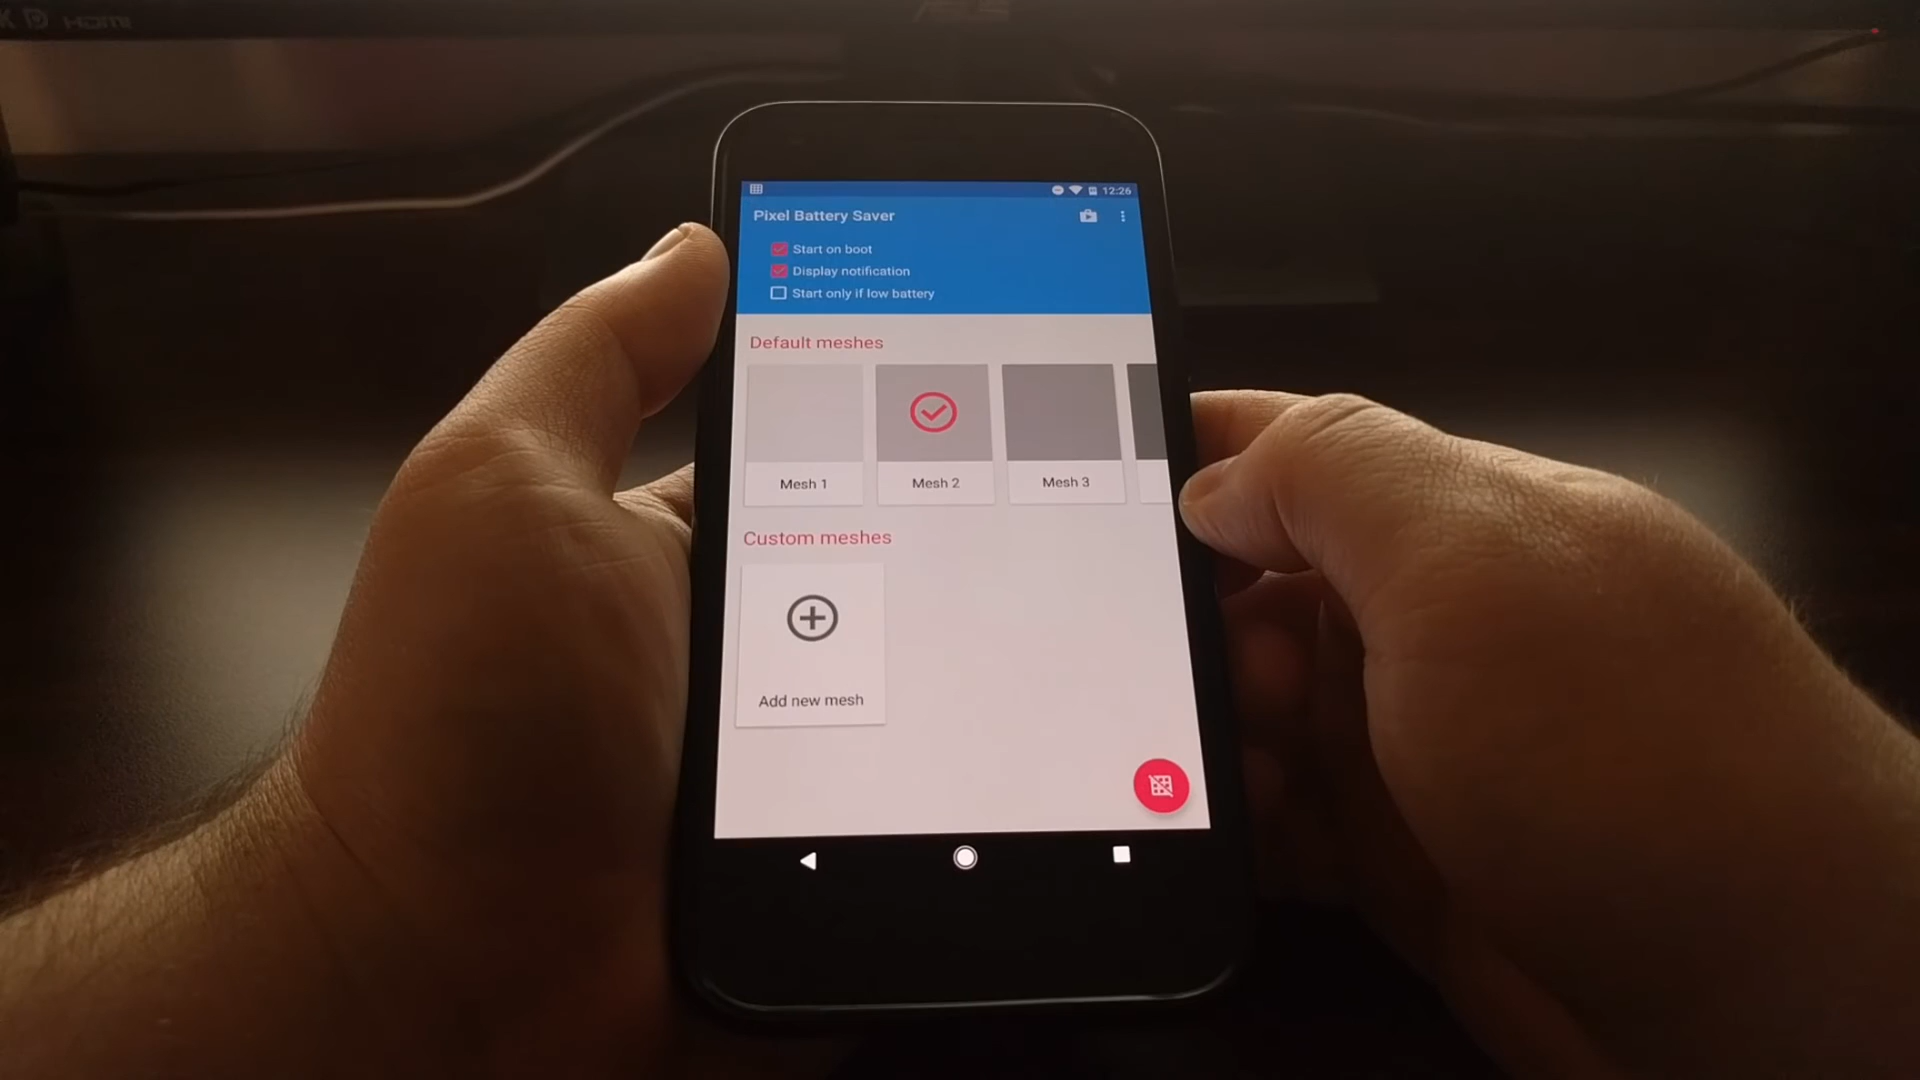 HDMI
12:26
Pixel Battery Saver
Start on boot
Display notification
Start only if low battery
Default meshes
Mesh 1
Mesh 2
Mesh 3
Custom meshes
Add new mesh